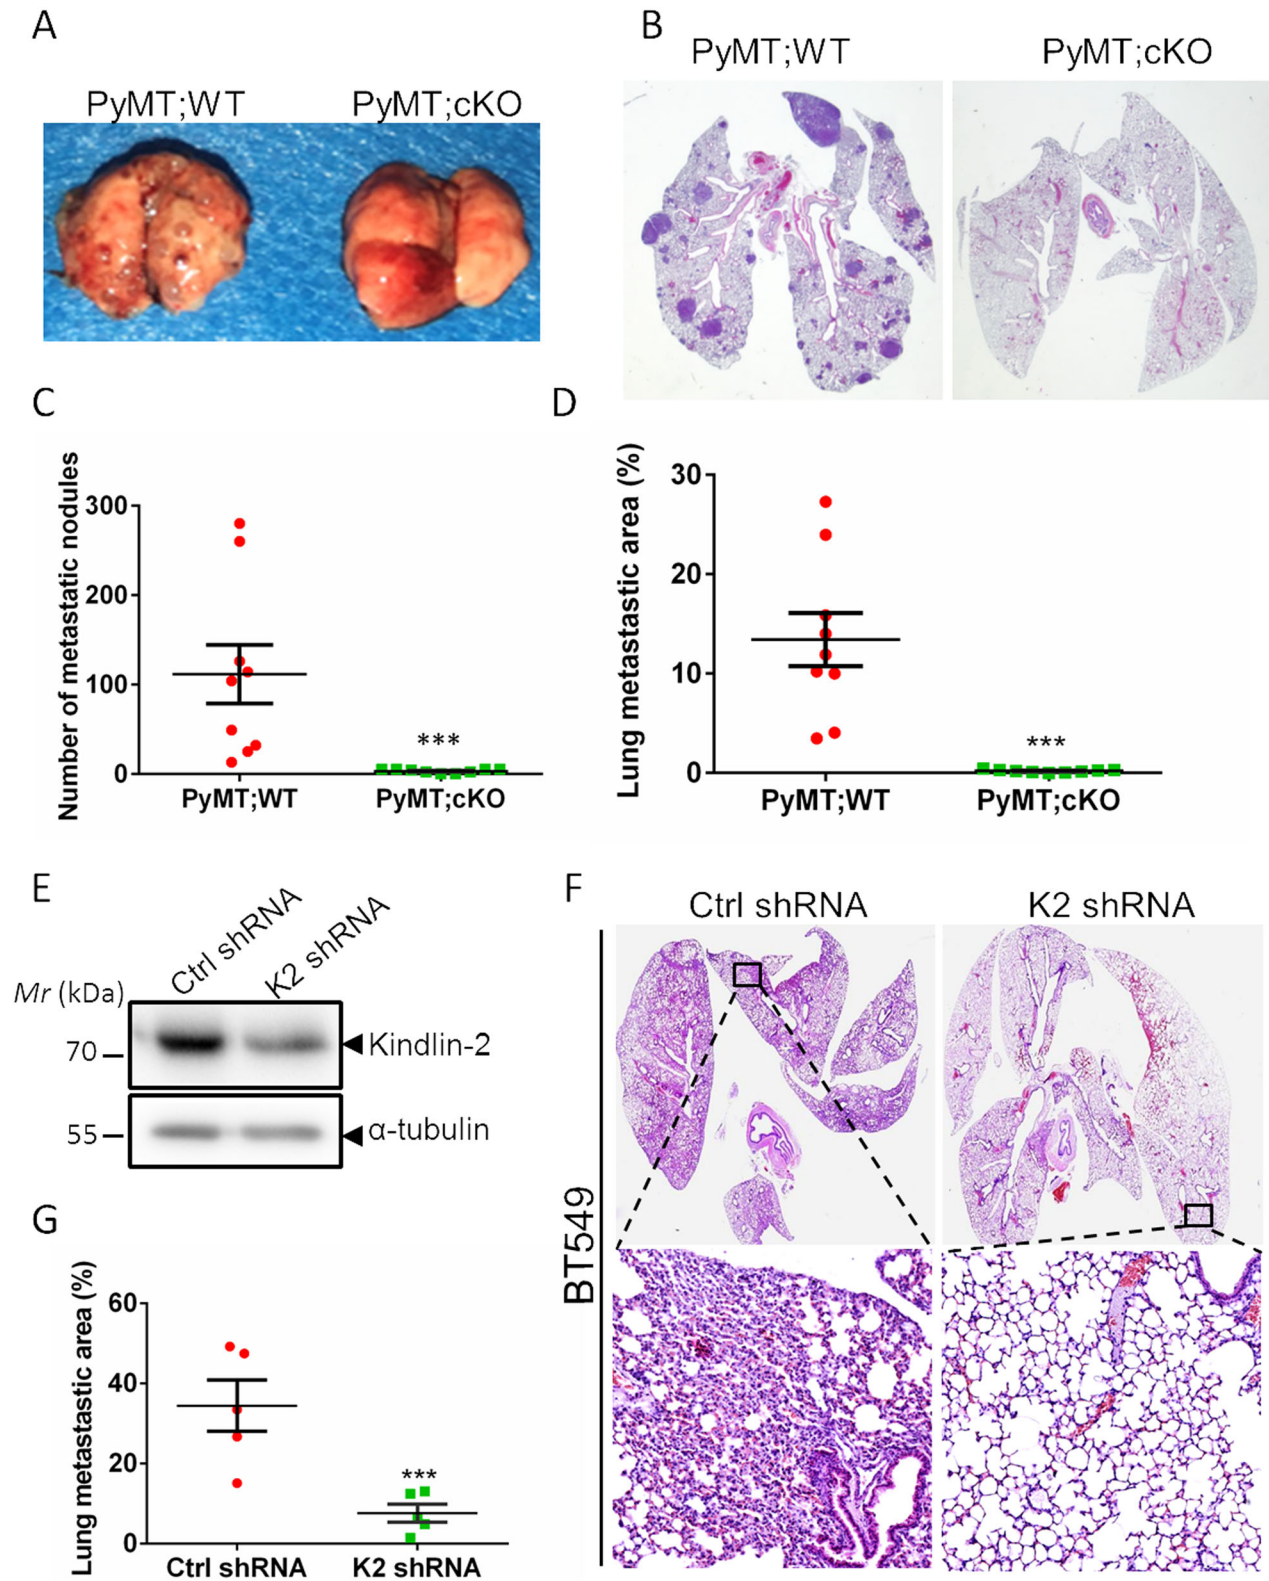 A
PyMT;WT PyMT;cKO
B
PyMT;WT PyMT;cKO
C
Number of metastatic nodules
300
200
100
0
***
PyMT;WT PyMT;cKO
D
Lung metastastic area (%)
30
20
10
0
***
PyMT;WT PyMT;cKO
E
Ctrl shRNA
K2 shRNA
Mr (kDa)
70
Kindlin-2
55
α-tubulin
F
Ctrl shRNA K2 shRNA
BT549
G
Lung metastastic area (%)
60
40
20
0
***
Ctrl shRNA K2 shRNA